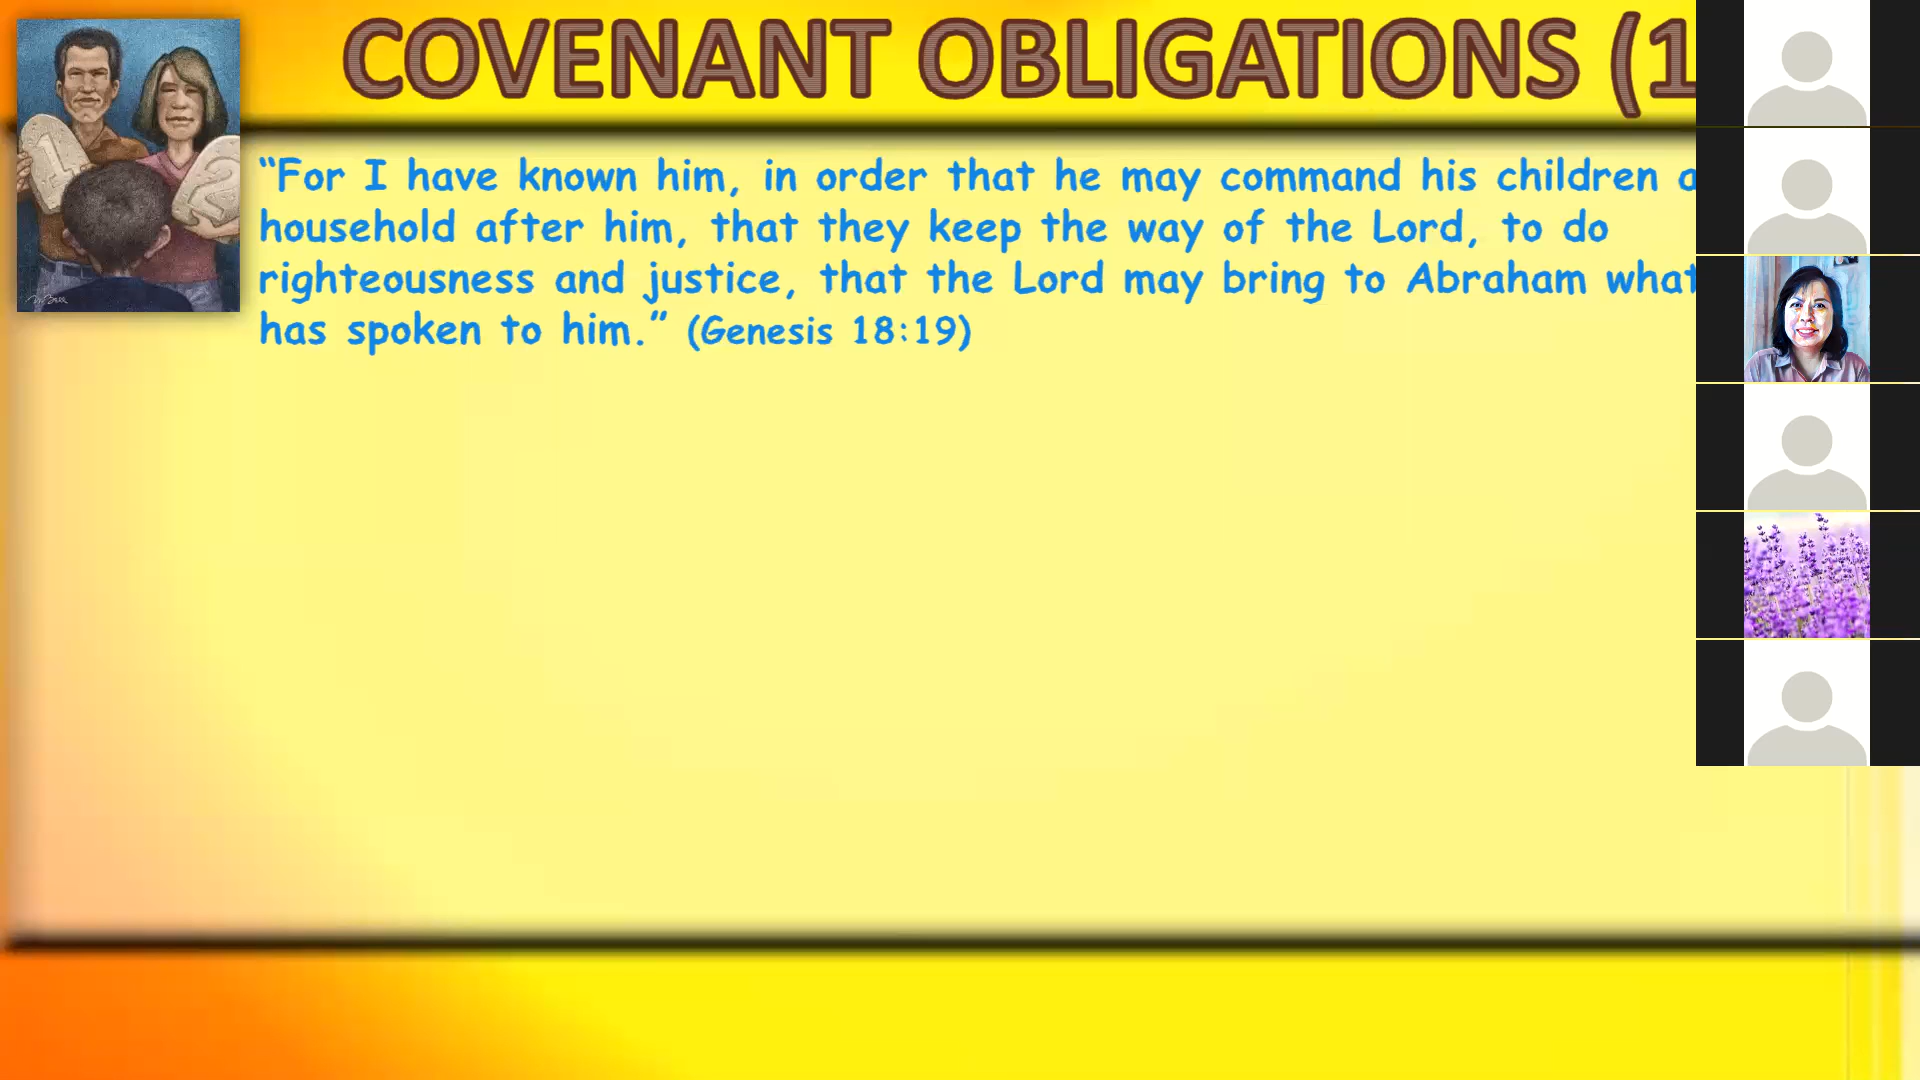 COVENANT OBLIGATIONS (1
“For I have known him, in order that he may command his children
household after him, that they keep the way of the Lord, to do
righteousness and justice, that the Lord may bring to Abraham what
has spoken to him.” (Genesis 18:19)
1
2